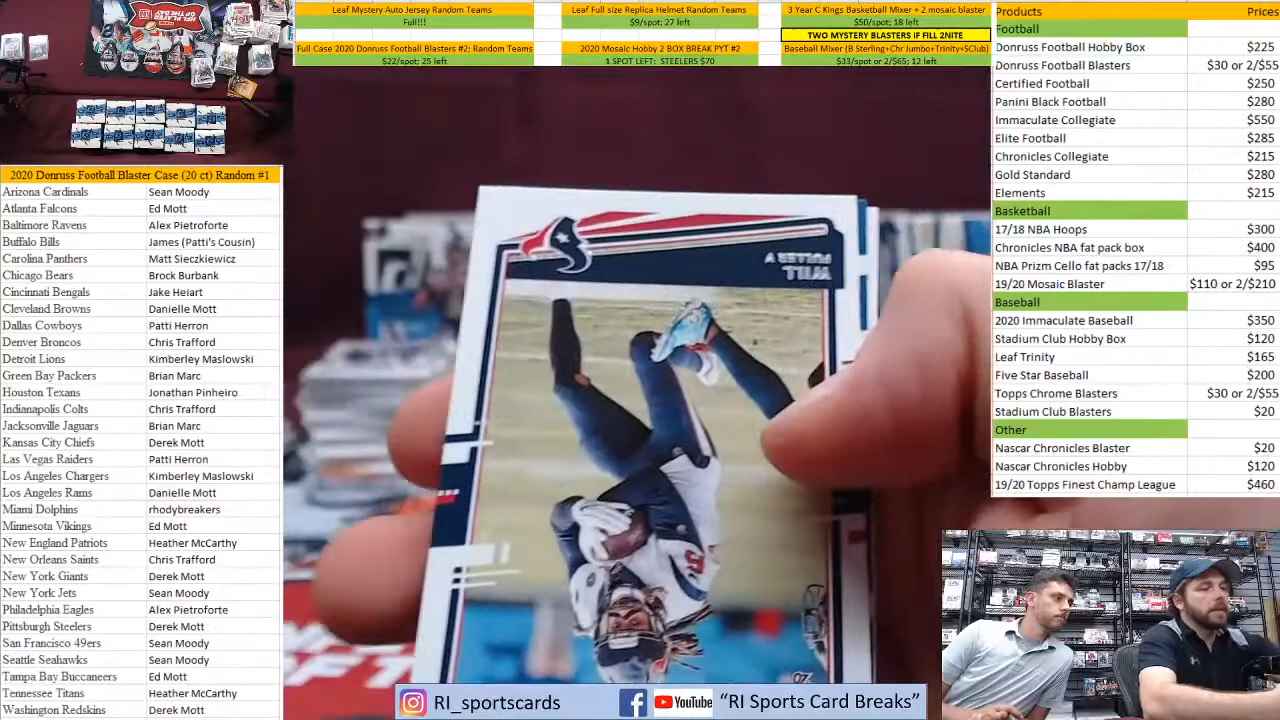 Leaf Mystery Auto Jersey Random Teams
Full!!!
Leaf Full size Replica Helmet Random Teams
$9/spot; 27 left
3 Year C Kings Basketball Mixer + 2 mosaic blaster
$50/spot; 18 left
TWO MYSTERY BLASTERS IF FILL 2NITE
Full Case 2020 Donruss Football Blasters #2; Random Teams
$22/spot; 25 left
2020 Mosaic Hobby 2 BOX BREAK PYT #2
1 SPOT LEFT: STEELERS $70
Baseball Mixer (B Sterling+Chr Jumbo+Trinity+SClub)
$33/spot or 2/$65; 12 left
Products Prices
Football
Donruss Football Hobby Box $225
Donruss Football Blasters $30 or 2/$55
Certified Football $250
Panini Black Football $285
Immaculate Collegiate $550
Elite Football $285
Chronicles Collegiate $215
Gold Standard $280
Elements $215
Basketball
17/18 NBA Hoops $300
Chronicles NBA fat pack box $400
NBA Prizm Cello fat packs 17/18 $95
19/20 Mosaic Blaster $110 or 2/$210
Baseball
2020 Immaculate Baseball $350
Stadium Club Hobby Box $120
Leaf Trinity $165
Five Star Baseball $200
Topps Chrome Blasters $30 or 2/$55
Stadium Club Blasters $20
Other
Nascar Chronicles Blaster $20
Nascar Chronicles Hobby $120
19/20 Topps Finest Champ League $460
2020 Donruss Football Blaster Case (20 ct) Random #1
Arizona Cardinals Sean Moody
Atlanta Falcons Ed Mott
Baltimore Ravens Alex Pietroforte
Buffalo Bills James (Patti's Cousin)
Carolina Panthers Matt Sieczkiewicz
Chicago Bears Brock Burbank
Cincinnati Bengals Jake Heiart
Cleveland Browns Danielle Mott
Dallas Cowboys Patti Herron
Denver Broncos Chris Trafford
Detroit Lions Kimberley Maslowski
Green Bay Packers Brian Marc
Houston Texans Jonathan Pinheiro
Indianapolis Colts Chris Trafford
Jacksonville Jaguars Brian Marc
Kansas City Chiefs Derek Mott
Las Vegas Raiders Patti Herron
Los Angeles Chargers Kimberley Maslowski
Los Angeles Rams Danielle Mott
Miami Dolphins rhodybreakers
Minnesota Vikings Ed Mott
New England Patriots Heather McCarthy
New Orleans Saints Chris Trafford
New York Giants Derek Mott
New York Jets Sean Moody
Philadelphia Eagles Alex Pietroforte
Pittsburgh Steelers Derek Mott
San Francisco 49ers Sean Moody
Seattle Seahawks Sean Moody
Tampa Bay Buccaneers Ed Mott
Tennessee Titans Heather McCarthy
Washington Redskins Derek Mott
WILL
FULLER V
RI_sportscards
YouTube
"RI Sports Card Breaks"